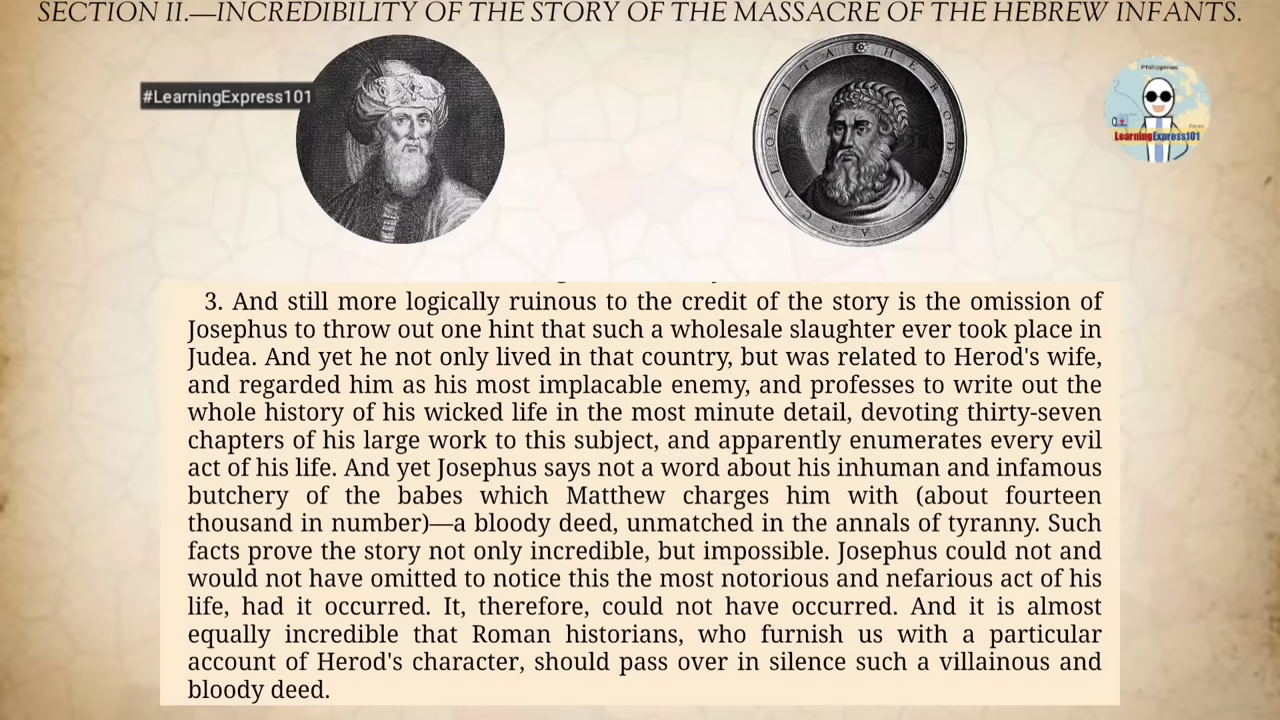 SECTION II.—INCREDIBILITY OF THE STORY OF THE MASSACRE OF THE HEBREW INFANTS.
#LearningExpress101
ASCALONITA HERODES
Philippines
LearningExpress101
3. And still more logically ruinous to the credit of the story is the omission of
Josephus to throw out one hint that such a wholesale slaughter ever took place in
Judea. And yet he not only lived in that country, but was related to Herod's wife,
and regarded him as his most implacable enemy, and professes to write out the
whole history of his wicked life in the most minute detail, devoting thirty-seven
chapters of his large work to this subject, and apparently enumerates every evil
act of his life. And yet Josephus says not a word about his inhuman and infamous
butchery of the babes which Matthew charges him with (about fourteen
thousand in number)—a bloody deed, unmatched in the annals of tyranny. Such
facts prove the story not only incredible, but impossible. Josephus could not and
would not have omitted to notice this the most notorious and nefarious act of his
life, had it occurred. It, therefore, could not have occurred. And it is almost
equally incredible that Roman historians, who furnish us with a particular
account of Herod's character, should pass over in silence such a villainous and
bloody deed.